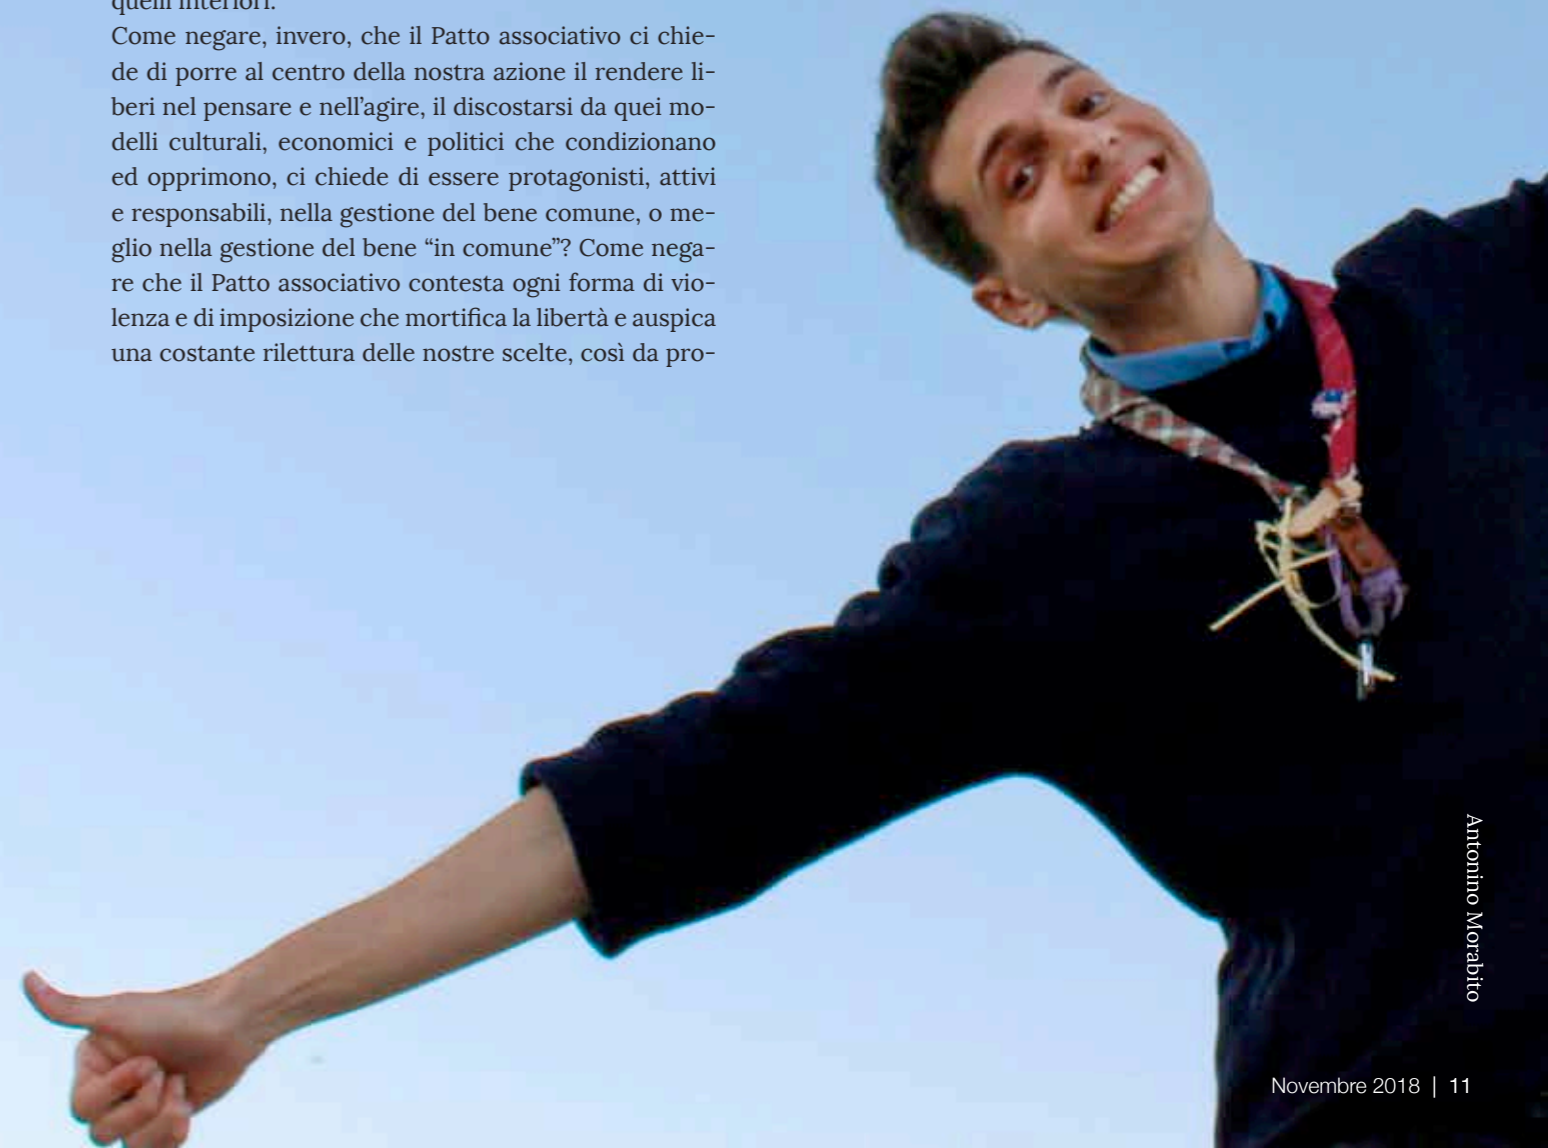 quelli interiori.
Come negare, invero, che il Patto associativo ci chie-
de di porre al centro della nostra azione il rendere li-
beri nel pensare e nell’agire, il discostarsi da quei mo-
delli culturali, economici e politici che condizionano
ed opprimono, ci chiede di essere protagonisti, attivi
e responsabili, nella gestione del bene comune, o me-
glio nella gestione del bene “in comune”? Come nega-
re che il Patto associativo contesta ogni forma di vio-
lenza e di imposizione che mortifica la libertà e auspica
una costante rilettura delle nostre scelte, così da pro-
Antonino Morabito
Novembre 2018 | 11